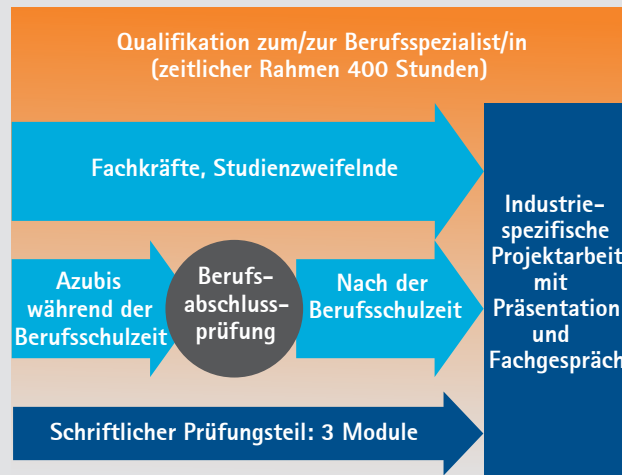 Qualifikation zum/zur Berufsspezialist/in
(zeitlicher Rahmen 400 Stunden)
Fachkräfte, Studienzweifelnde
Azubis
während der
Berufsschulzeit
Berufs-
abschluss-
prüfung
Nach der
Berufsschulzeit
Industrie-
spezifische
Projektarbeit
mit
Präsentation
und
Fachgespräch
Schriftlicher Prüfungsteil: 3 Module